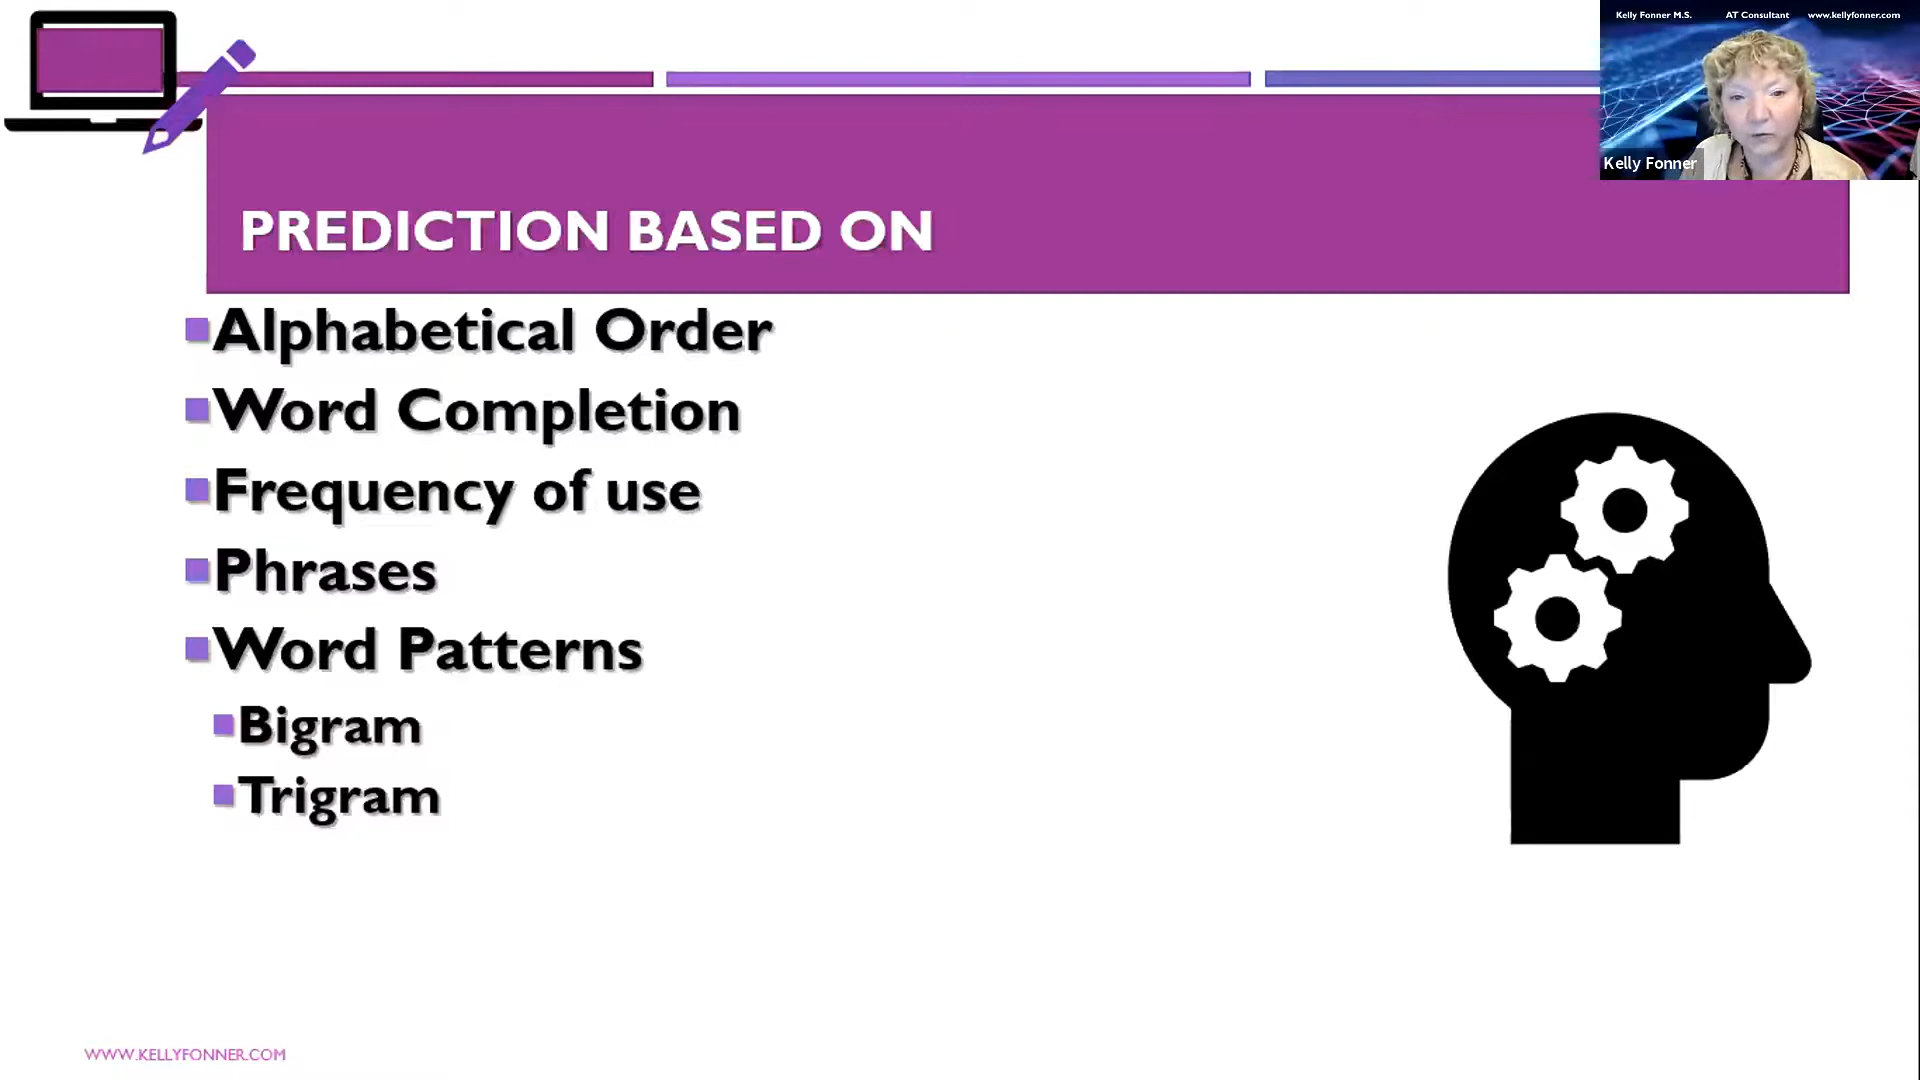 Kelly Fonner M.S. AT Consultant www.kellyfonner.com
Kelly Fonner
PREDICTION BASED ON
Alphabetical Order
Word Completion
Frequency of use
Phrases
Word Patterns
Bigram
Trigram
WWW.KELLYFONNER.COM